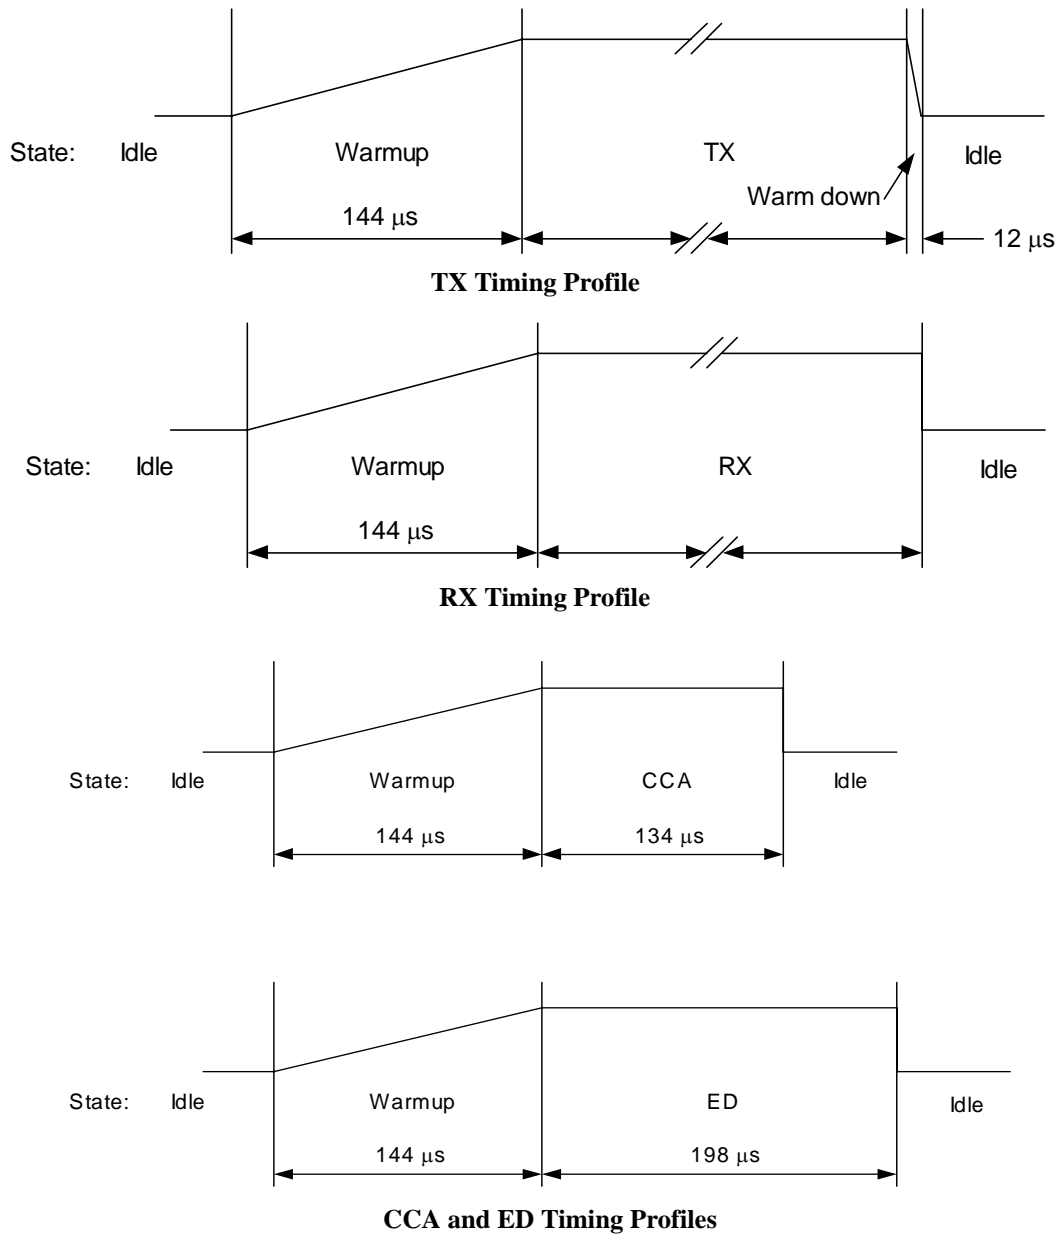 State: Idle Warmup TX Idle
Warm down
144 μs
12 μs
TX Timing Profile
State: Idle Warmup RX Idle
144 μs
RX Timing Profile
State: Idle Warmup CCA Idle
144 μs 134 μs
State: Idle Warmup ED Idle
144 μs 198 μs
CCA and ED Timing Profiles